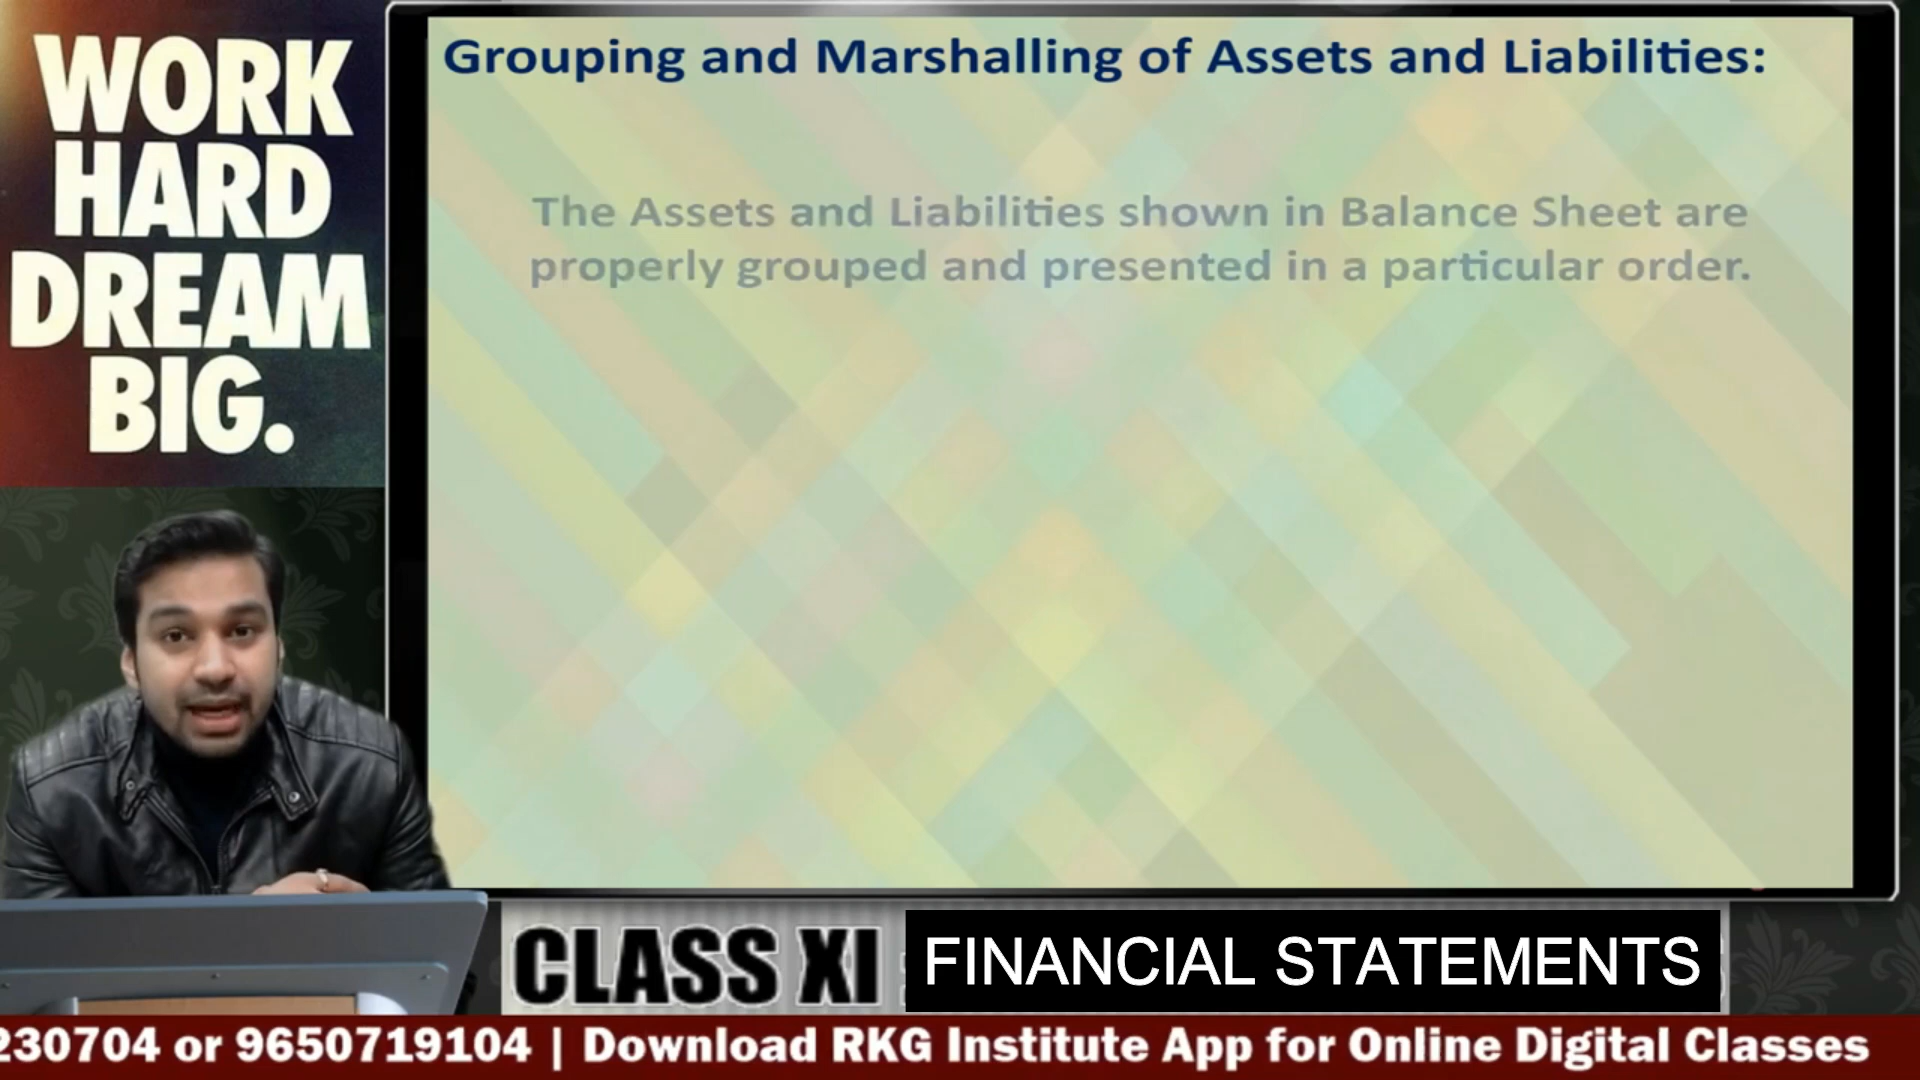 WORK
HARD
DREAM
BIG.
Grouping and Marshalling of Assets and Liabilities:
The Assets and Liabilities shown in Balance Sheet are
properly grouped and presented in a particular order.
CLASS XI
FINANCIAL STATEMENTS
230704 or 9650719104 | Download RKG Institute App for Online Digital Classes